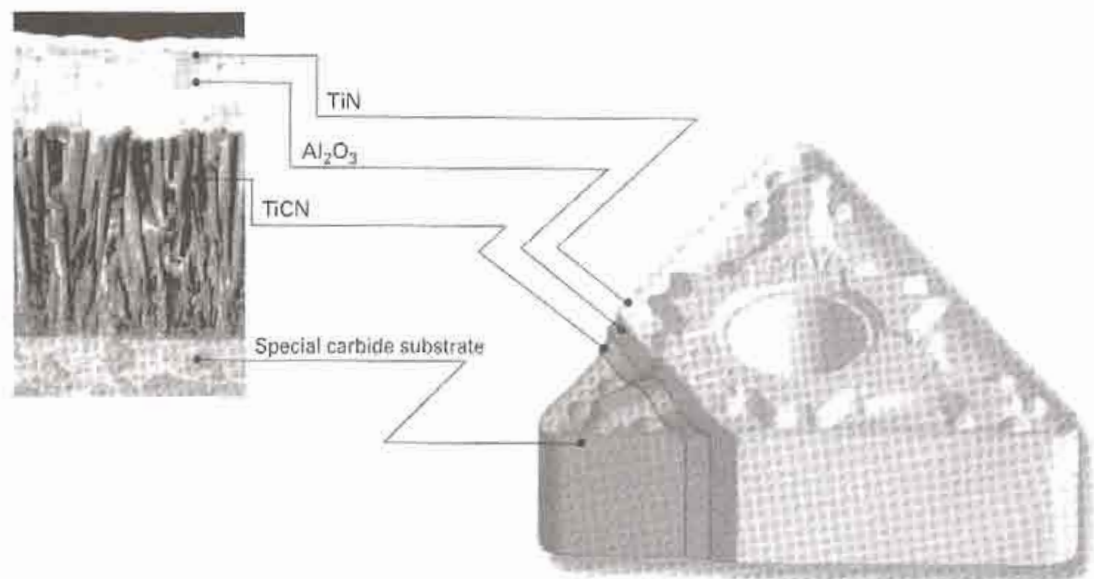 TiN
Al₂O₃
TiCN
Special carbide substrate